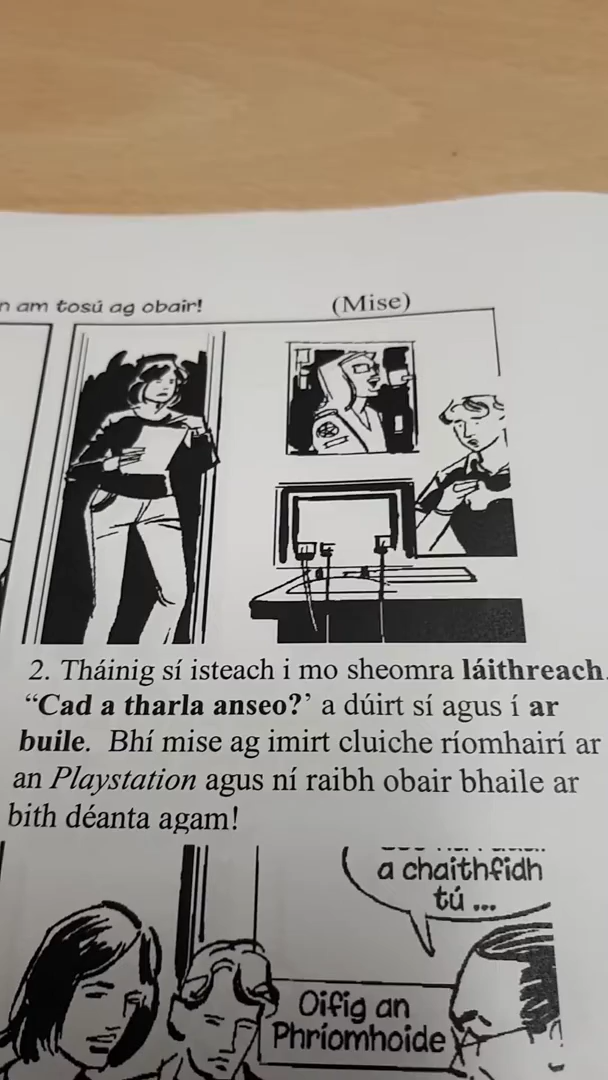 am tosú ag obair!
(Mise)
2. Tháinig sí isteach i mo sheomra láithreach.
“Cad a tharla anseo?’ a dúirt sí agus í ar
buile. Bhí mise ag imirt cluiche ríomhairí ar
an Playstation agus ní raibh obair bhaile ar
bith déanta agam!
a chaithfidh
tú ...
Oifig an
Phríomhoide